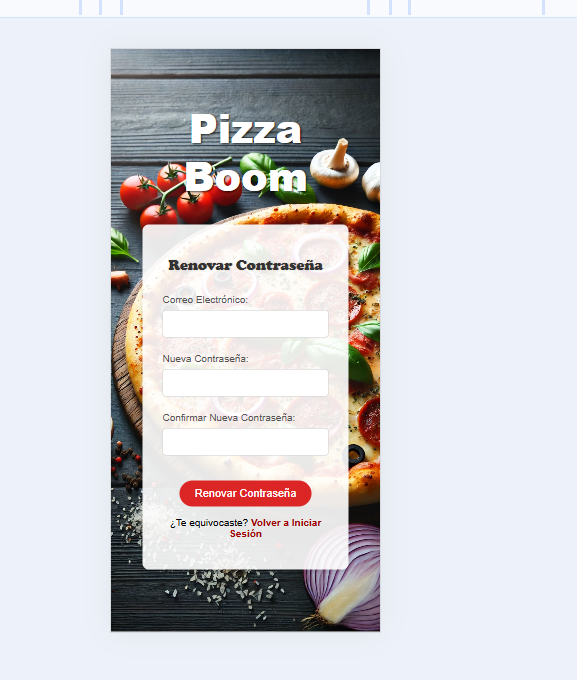 Pizza
Boom
Renovar Contraseña
Correo Electrónico:
Nueva Contraseña:
Confirmar Nueva Contraseña:
Renovar Contraseña
¿Te equivocaste? Volver a Iniciar
Sesión